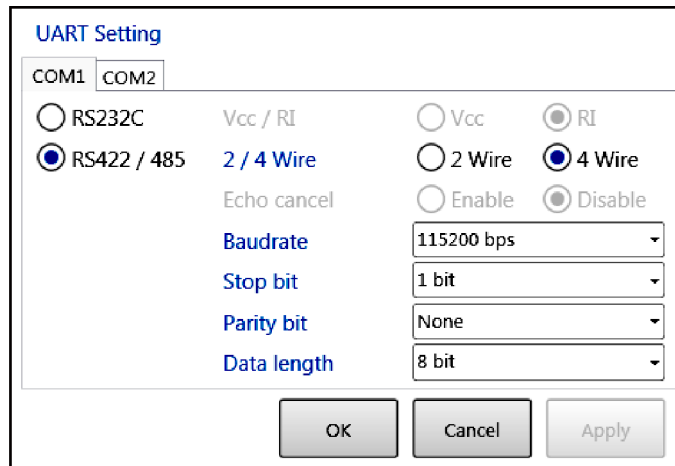 UART Setting
COM1 COM2
RS232C Vcc / RI Vcc RI
RS422 / 485 2 / 4 Wire 2 Wire 4 Wire
Echo cancel Enable Disable
Baudrate 115200 bps
Stop bit 1 bit
Parity bit None
Data length 8 bit
OK Cancel Apply